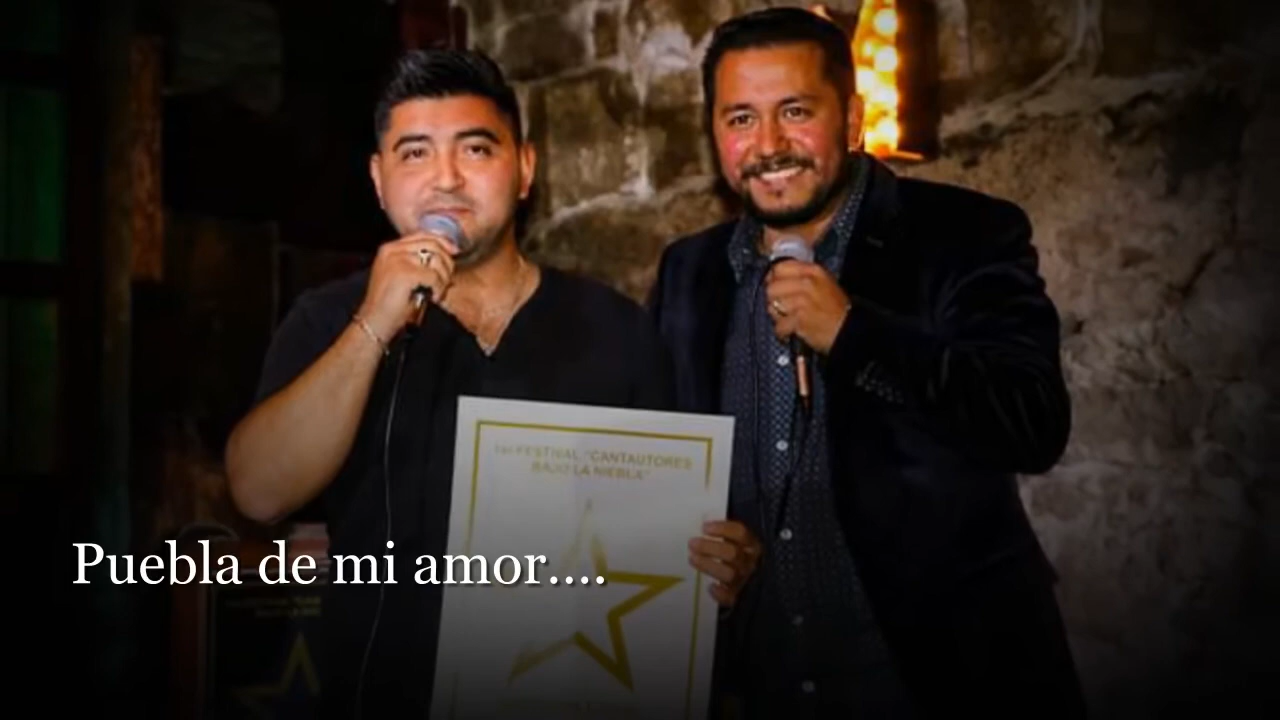 1er FESTIVAL "CANTAUTORES
BAJO LA NIEBLA"
Puebla de mi amor....